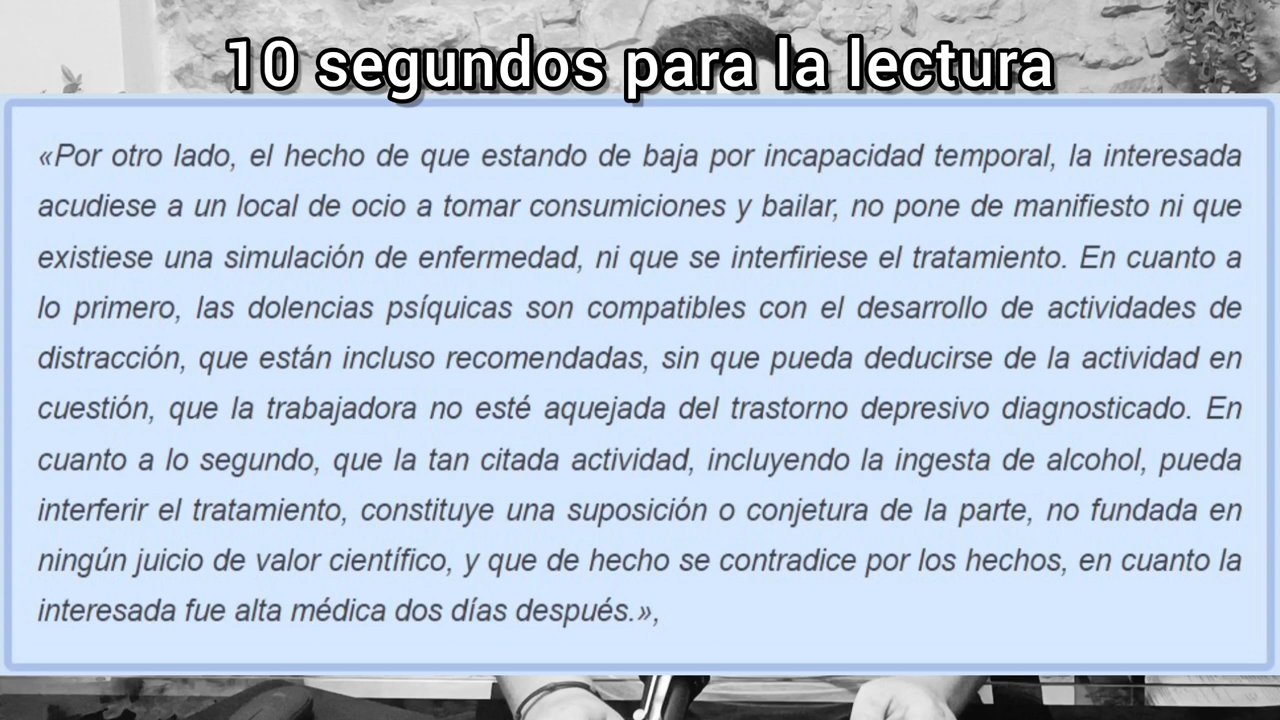 10 segundos para la lectura
«Por otro lado, el hecho de que estando de baja por incapacidad temporal, la interesada
acudiese a un local de ocio a tomar consumiciones y bailar, no pone de manifiesto ni que
existiese una simulación de enfermedad, ni que se interfiriese el tratamiento. En cuanto a
lo primero, las dolencias psíquicas son compatibles con el desarrollo de actividades de
distracción, que están incluso recomendadas, sin que pueda deducirse de la actividad en
cuestión, que la trabajadora no esté aquejada del trastorno depresivo diagnosticado. En
cuanto a lo segundo, que la tan citada actividad, incluyendo la ingesta de alcohol, pueda
interferir el tratamiento, constituye una suposición o conjetura de la parte, no fundada en
ningún juicio de valor científico, y que de hecho se contradice por los hechos, en cuanto la
interesada fue alta médica dos días después.»,